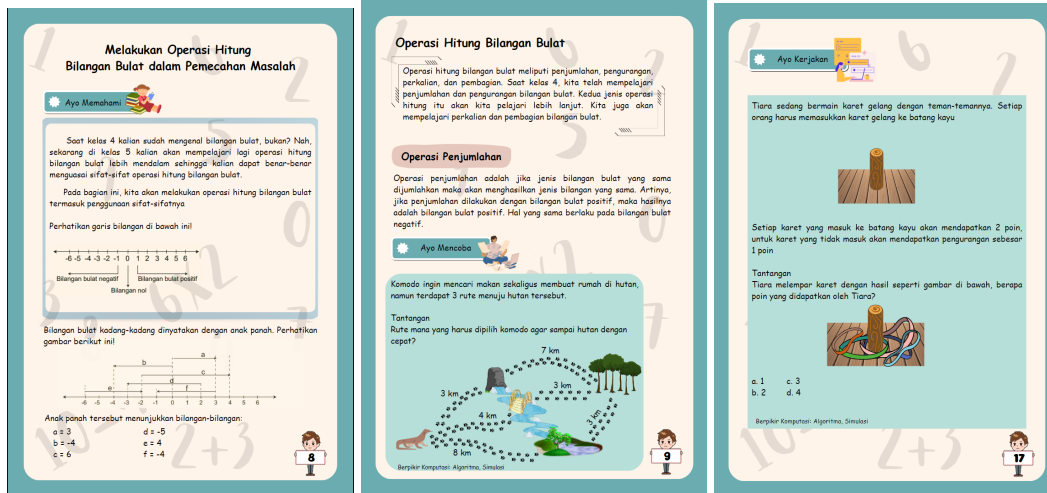 Melakukan Operasi Hitung
Bilangan Bulat dalam Pemecahan Masalah
Ayo Memahami
Saat kelas 4 kalian sudah mengenal bilangan bulat, bukan? Nah,
sekarang di kelas 5 kalian akan mempelajari lagi operasi hitung
bilangan bulat lebih mendalam sehingga kalian dapat benar-benar
menguasai sifat-sifat operasi hitung bilangan bulat.
Pada bagian ini, kita akan melakukan operasi hitung bilangan bulat
termasuk penggunaan sifat-sifatnya
Perhatikan garis bilangan di bawah ini!
-6 -5 -4 -3 -2 -1 0 1 2 3 4 5 6
Bilangan bulat negatif Bilangan bulat positif
Bilangan nol
Bilangan bulat kadang-kadang dinyatakan dengan anak panah. Perhatikan
gambar berikut ini!
a
b
c
d
e f
-6 -5 -4 -3 -2 -1 0 1 2 3 4 5 6
Anak panah tersebut menunjukkan bilangan-bilangan:
a = 3 d = -5
b = -4 e = 4
c = 6 f = -4
8
Operasi Hitung Bilangan Bulat
Operasi hitung bilangan bulat meliputi penjumlahan, pengurangan,
perkalian, dan pembagian. Saat kelas 4, kita telah mempelajari
penjumlahan dan pengurangan bilangan bulat. Kedua jenis operasi
hitung itu akan kita pelajari lebih lanjut. Kita juga akan
mempelajari perkalian dan pembagian bilangan bulat.
Operasi Penjumlahan
Operasi penjumlahan adalah jika jenis bilangan bulat yang sama
dijumlahkan maka akan menghasilkan jenis bilangan yang sama. Artinya,
jika penjumlahan dilakukan dengan bilangan bulat positif, maka hasilnya
adalah bilangan bulat positif. Hal yang sama berlaku pada bilangan bulat
negatif.
Ayo Mencoba
Komodo ingin mencari makan sekaligus membuat rumah di hutan,
namun terdapat 3 rute menuju hutan tersebut.
Tantangan
Rute mana yang harus dipilih komodo agar sampai hutan dengan
cepat?
7 km
3 km
3 km
4 km
3 km
8 km
Berpikir Komputasi: Algoritma, Simulasi
9
Ayo Kerjakan
Tiara sedang bermain karet gelang dengan teman-temannya. Setiap
orang harus memasukkan karet gelang ke batang kayu
Setiap karet yang masuk ke batang kayu akan mendapatkan 2 poin,
untuk karet yang tidak masuk akan mendapatkan pengurangan sebesar
1 poin
Tantangan
Tiara melempar karet dengan hasil seperti gambar di bawah, berapa
poin yang didapatkan oleh Tiara?
a. 1 c. 3
b. 2 d. 4
Berpikir Komputasi: Algoritma, Simulasi
17